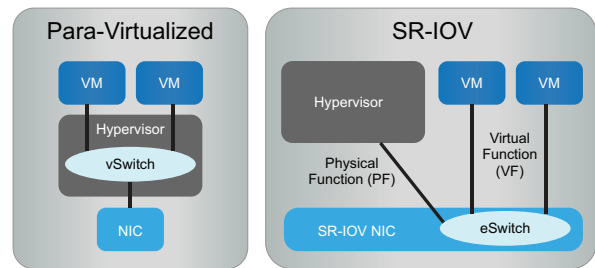 Para-Virtualized
VM
VM
Hypervisor
vSwitch
NIC
SR-IOV
Hypervisor
VM
VM
Physical
Function (PF)
Virtual
Function
(VF)
SR-IOV NIC
eSwitch